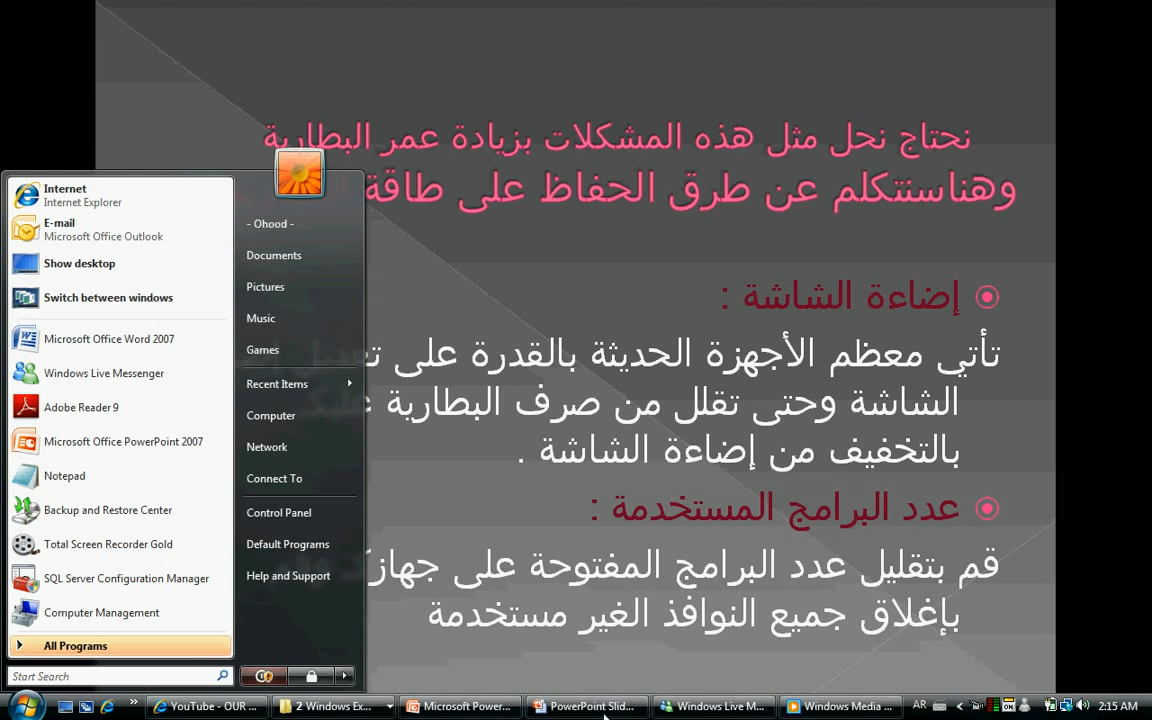 نحتاج نحل مثل هذه المشكلات بزيادة عمر البطارية
وهناسنتكلم عن طرق الحفاظ على طاقة
إضاءة الشاشة :
تأتي معظم الأجهزة الحديثة بالقدرة على
الشاشة وحتى تقلل من صرف البطارية
بالتخفيف من إضاءة الشاشة .
عدد البرامج المستخدمة :
قم بتقليل عدد البرامج المفتوحة على جهازك
بإغلاق جميع النوافذ الغير مستخدمة
Internet
Internet Explorer
E-mail
Microsoft Office Outlook
Show desktop
Switch between windows
Microsoft Office Word 2007
Windows Live Messenger
Adobe Reader 9
Microsoft Office PowerPoint 2007
Notepad
Backup and Restore Center
Total Screen Recorder Gold
SQL Server Configuration Manager
Computer Management
All Programs
Start Search
- Ohood -
Documents
Pictures
Music
Games
Recent Items
Computer
Network
Connect To
Control Panel
Default Programs
Help and Support
YouTube - OUR ...
2 Windows Ex...
Microsoft Power...
PowerPoint Slid...
Windows Live M...
Windows Media ...
AR
ON
2:15 AM